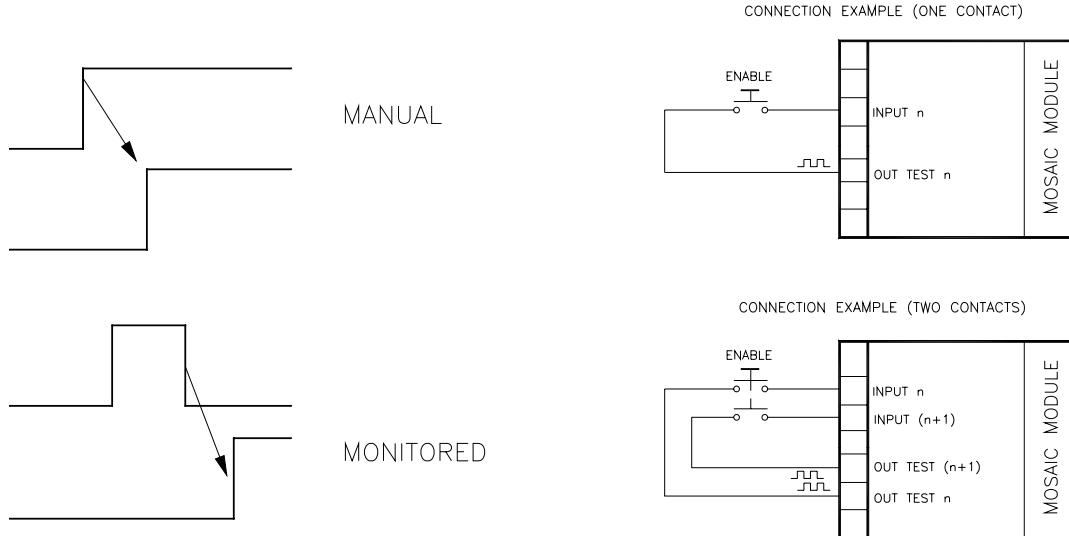 CONNECTION EXAMPLE (ONE CONTACT)
ENABLE
MANUAL
INPUT n
OUT TEST n
MOSAIC MODULE
CONNECTION EXAMPLE (TWO CONTACTS)
ENABLE
INPUT n
INPUT (n+1)
MONITORED
OUT TEST (n+1)
OUT TEST n
MOSAIC MODULE